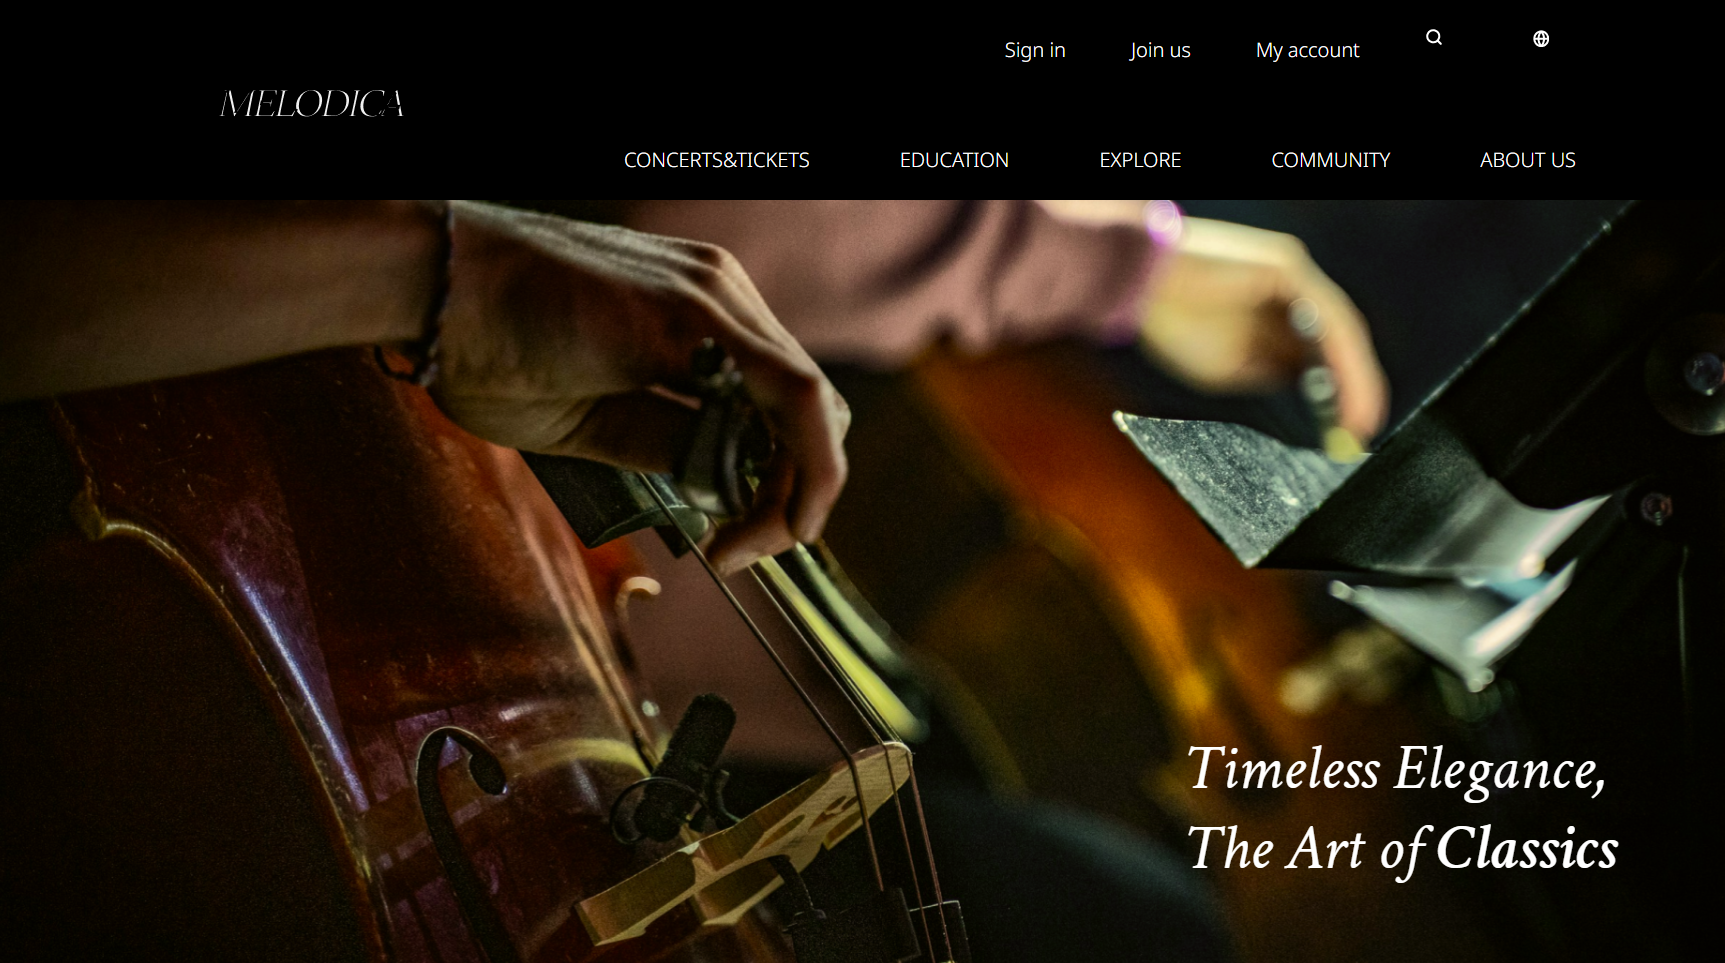 Sign in Join us My account
MELODICA
CONCERTS&TICKETS EDUCATION EXPLORE COMMUNITY ABOUT US
Timeless Elegance,
The Art of Classics